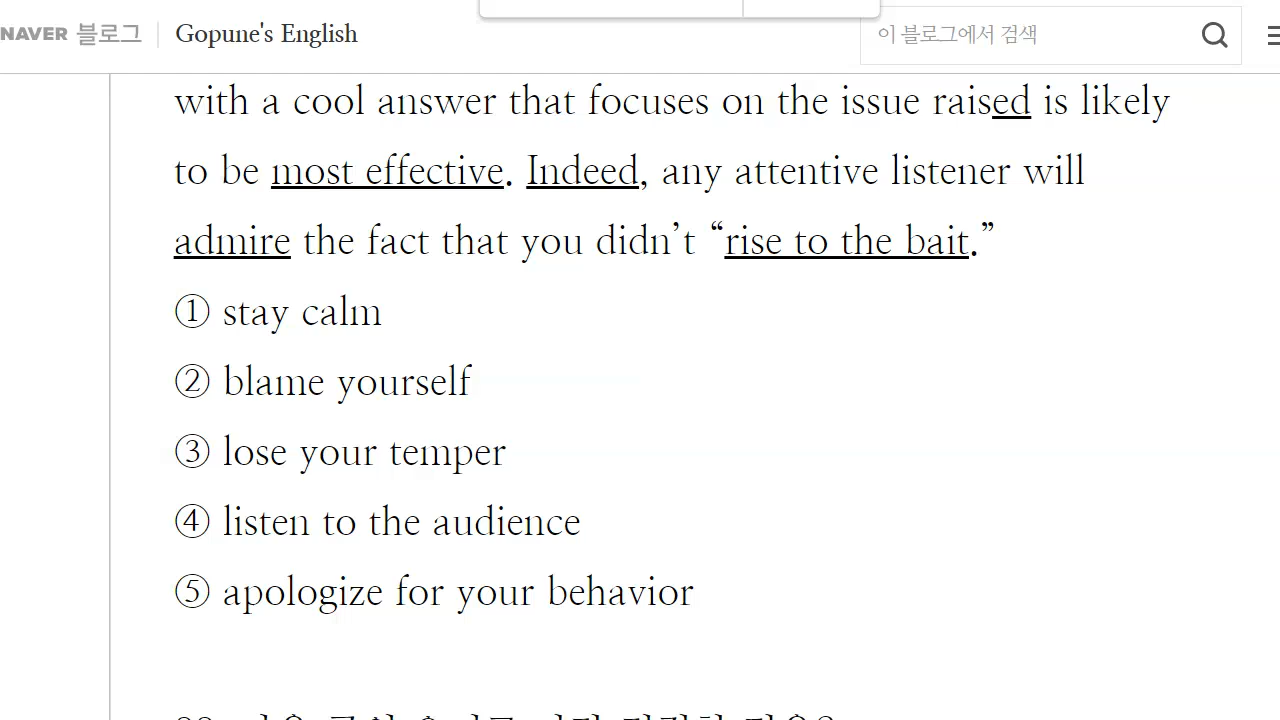 NAVER 블로그 Gopune's English 이 블로그에서 검색
with a cool answer that focuses on the issue raised is likely
to be most effective. Indeed, any attentive listener will
admire the fact that you didn’t “rise to the bait.”
① stay calm
② blame yourself
③ lose your temper
④ listen to the audience
⑤ apologize for your behavior